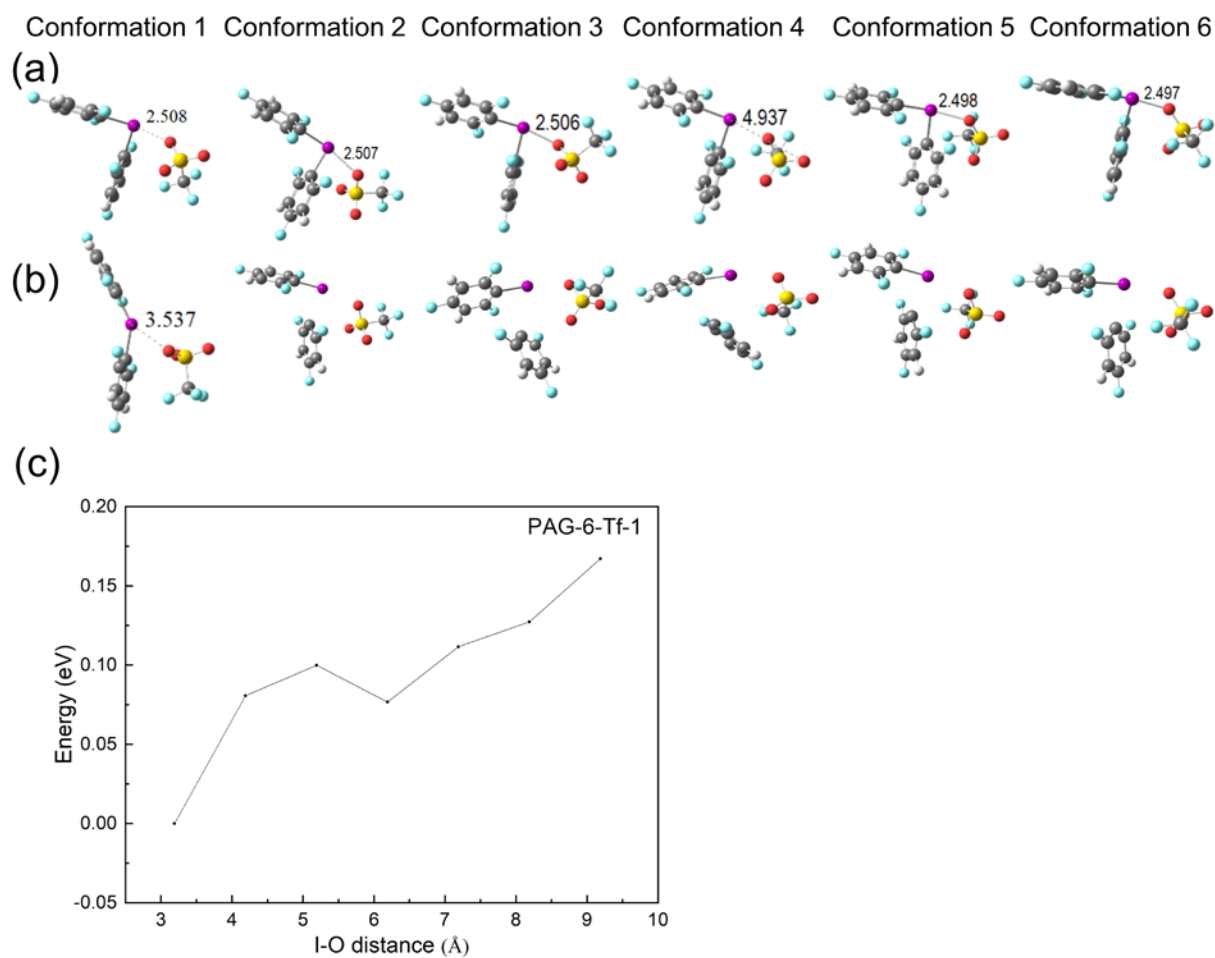 Conformation 1 Conformation 2 Conformation 3 Conformation 4 Conformation 5 Conformation 6
(a)
2.508 2.507 2.506 4.937 2.498 2.497
(b)
3.537
(c)
PAG-6-Tf-1
0.20
0.15
0.10
0.05
0.00
-0.05
Energy (eV)
3 4 5 6 7 8 9 10
I-O distance (Å)